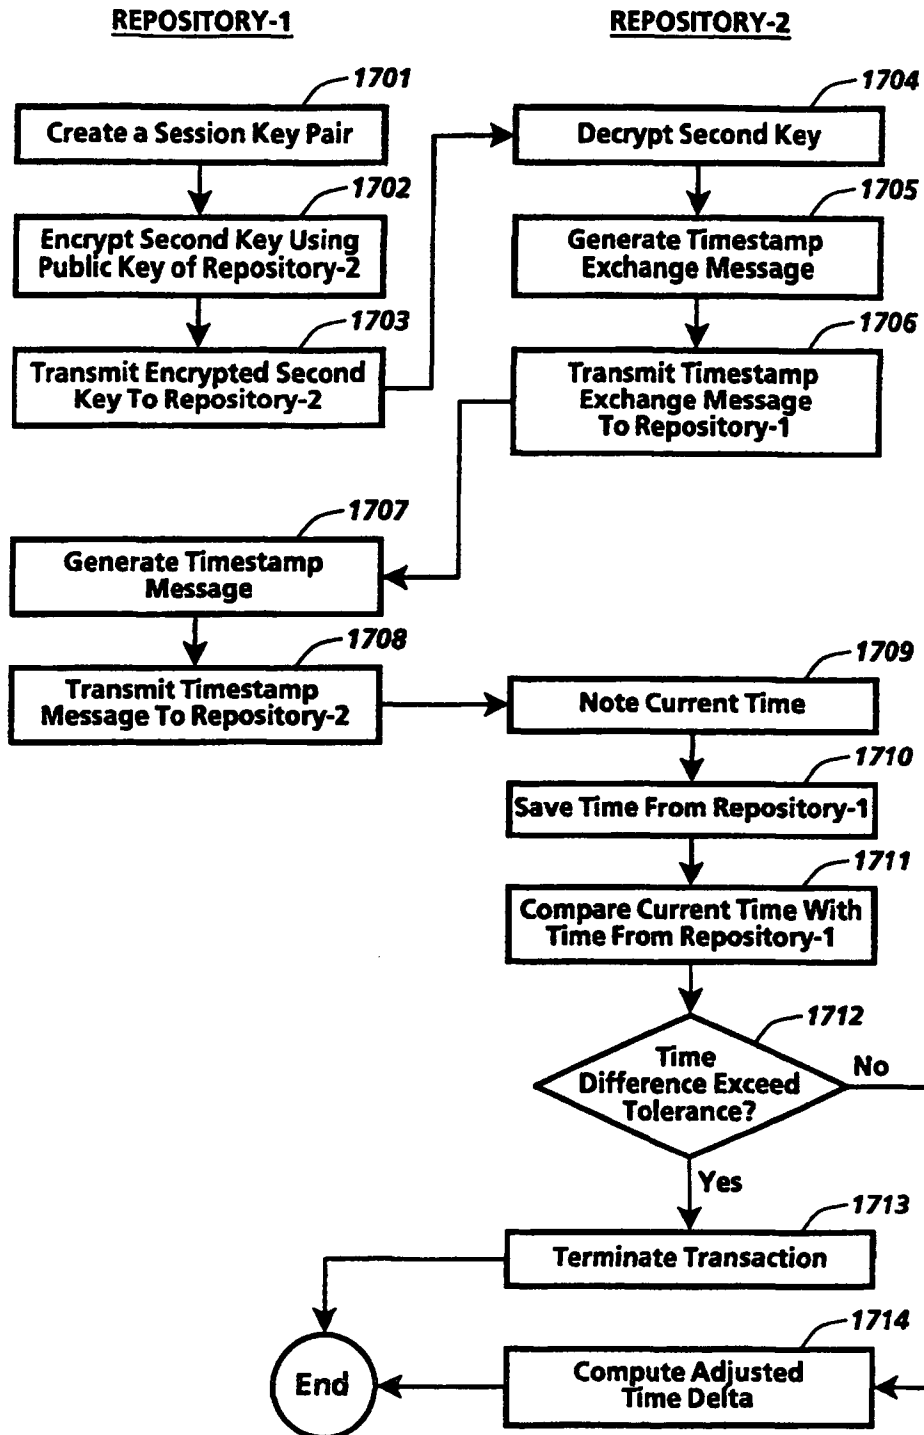 REPOSITORY-1
REPOSITORY-2
1701
Create a Session Key Pair
1702
Encrypt Second Key Using
Public Key of Repository-2
1703
Transmit Encrypted Second
Key To Repository-2
1704
Decrypt Second Key
1705
Generate Timestamp
Exchange Message
1706
Transmit Timestamp
Exchange Message
To Repository-1
1707
Generate Timestamp
Message
1708
Transmit Timestamp
Message To Repository-2
1709
Note Current Time
1710
Save Time From Repository-1
1711
Compare Current Time With
Time From Repository-1
1712
Time
Difference Exceed
Tolerance?
No
Yes
1713
Terminate Transaction
1714
Compute Adjusted
Time Delta
End